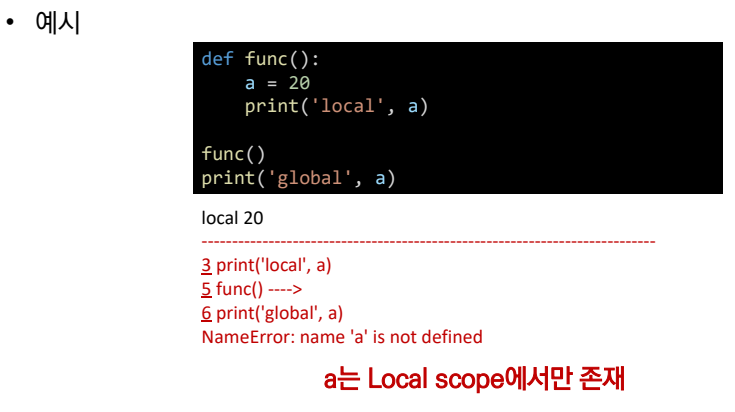 • 예시
def func():
    a = 20
    print('local', a)

func()
print('global', a)
local 20
---------------------------------------------------------------------------
3 print('local', a)
5 func() ---->
6 print('global', a)
NameError: name 'a' is not defined
a는 Local scope에서만 존재